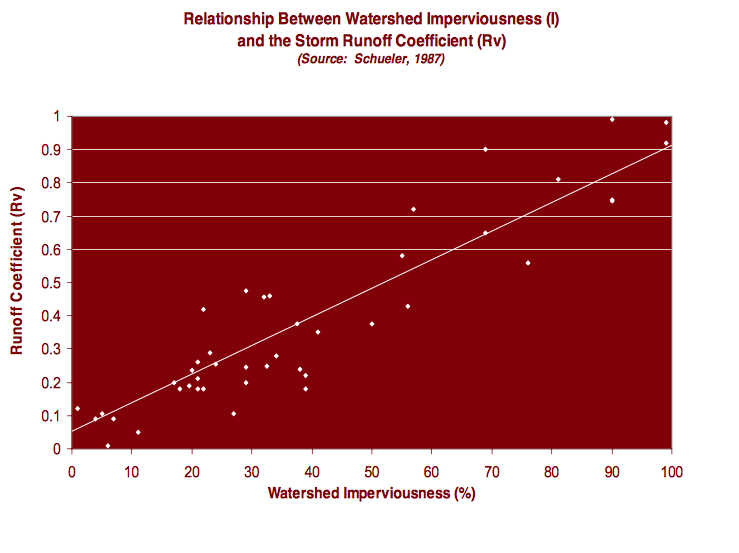 Relationship Between Watershed Imperviousness (I)
and the Storm Runoff Coefficient (Rv)
(Source:  Schueler, 1987)
Runoff Coefficient (Rv)
1
0.9
0.8
0.7
0.6
0.5
0.4
0.3
0.2
0.1
0
0 10 20 30 40 50 60 70 80 90 100
Watershed Imperviousness (%)